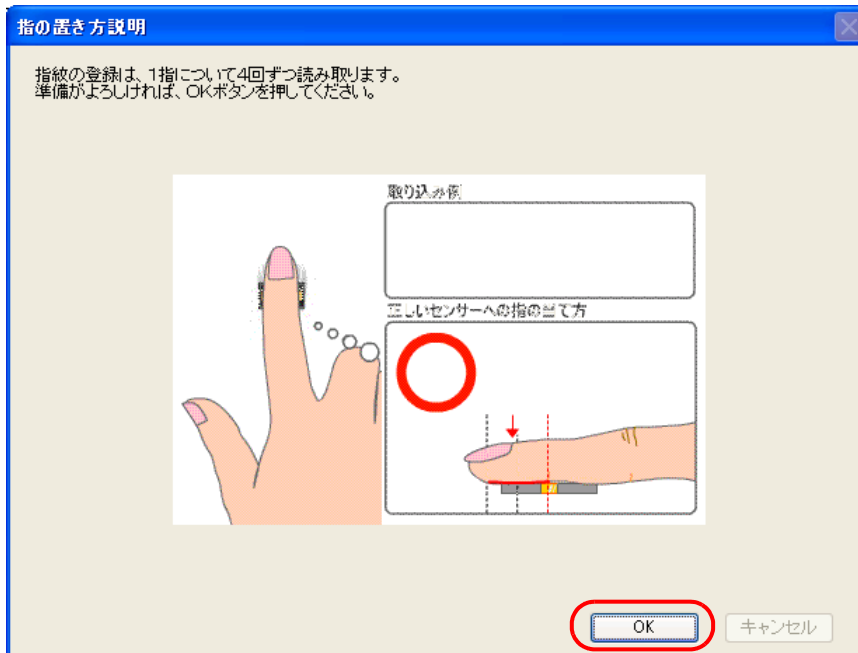 指の置き方説明
指紋の登録は、1指について4回ずつ読み取ります。
準備がよろしければ、OKボタンを押してください。
取り込み例
正しいセンサーへの指の当て方
OK
キャンセル